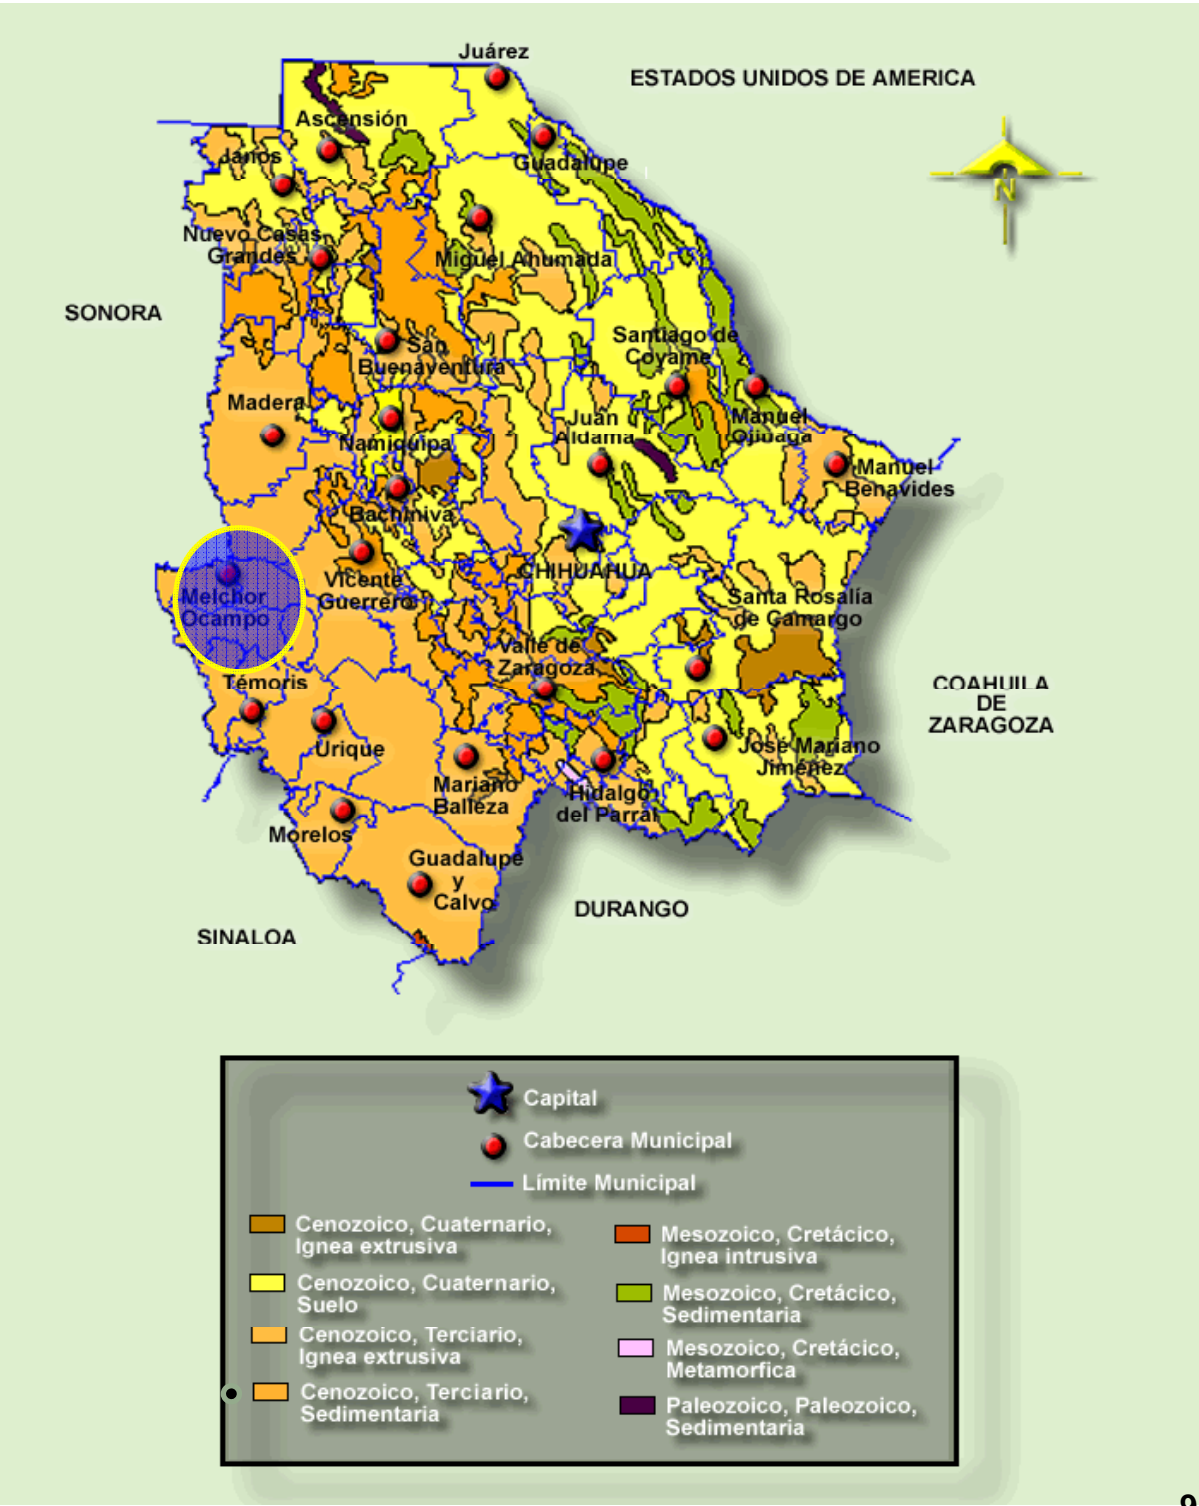 Juárez
ESTADOS UNIDOS DE AMERICA
Ascensión
Guadalupe
Janos
N
Nuevo Casas
Grandes
Miguel Ahumada
SONORA
Santiago de
Coyame
San
Buenaventura
Madera
Juan
Aldama
Manuel
Ojinaga
Namiquipa
Manuel
Benavides
Bachiniva
CHIHUAHUA
Vicente
Guerrero
Melchor
Ocampo
Santa Rosalía
de Camargo
Valle de
Zaragoza
Témoris
COAHUILA
DE
ZARAGOZA
Urique
José Mariano
Jiménez
Mariano
Balleza
Hidalgo
del Parral
Morelos
Guadalupe
y
Calvo
DURANGO
SINALOA
Capital
Cabecera Municipal
Límite Municipal
Cenozoico, Cuaternario,
Ignea extrusiva
Cenozoico, Cuaternario,
Suelo
Cenozoico, Terciario,
Ignea extrusiva
Cenozoico, Terciario,
Sedimentaria
Mesozoico, Cretácico,
Ignea intrusiva
Mesozoico, Cretácico,
Sedimentaria
Mesozoico, Cretácico,
Metamorfica
Paleozoico, Paleozoico,
Sedimentaria